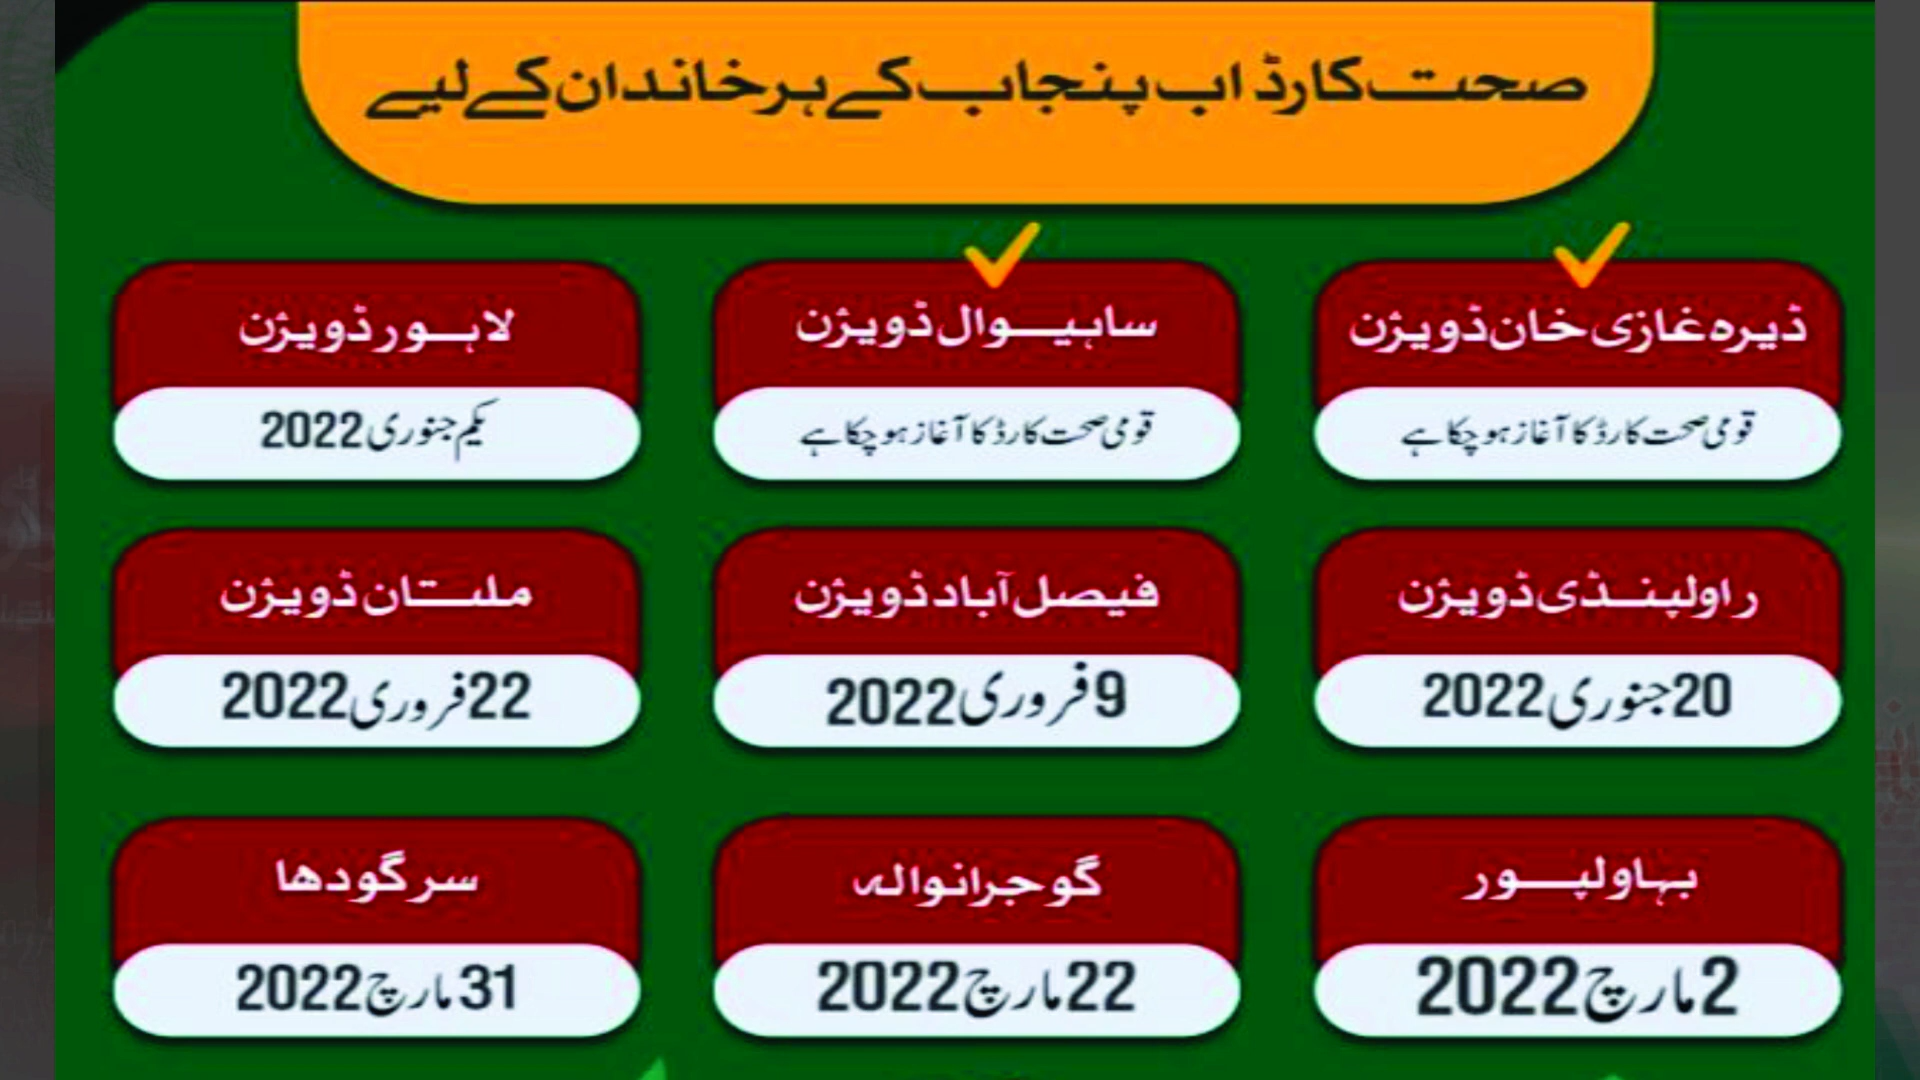 صحت کارڈ اب پنجاب کے ہر خاندان کے لیے
ڈیرہ غازی خان ڈویژن
قومی صحت کارڈ کا آغاز ہو چکا ہے
ساہیوال ڈویژن
قومی صحت کارڈ کا آغاز ہو چکا ہے
لاہور ڈویژن
یکم جنوری 2022
راولپنڈی ڈویژن
20 جنوری 2022
فیصل آباد ڈویژن
9 فروری 2022
ملتان ڈویژن
22 فروری 2022
بہاولپور
2 مارچ 2022
گوجرانوالہ
22 مارچ 2022
سرگودھا
31 مارچ 2022